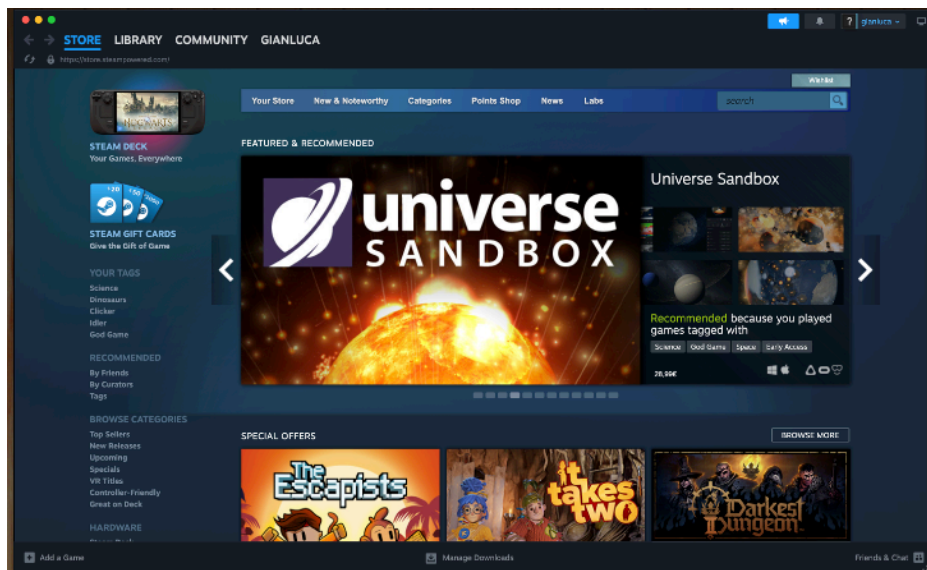 ? gianluca
STORE LIBRARY COMMUNITY GIANLUCA
https://store.steampowered.com/
Wishlist
Your Store New & Noteworthy Categories Points Shop News Labs search
HOGWARTS
STEAM DECK
Your Games, Everywhere
FEATURED & RECOMMENDED
universe
SANDBOX
Universe Sandbox
STEAM GIFT CARDS
Give the Gift of Game
YOUR TAGS
Science
Dinosaurs
Clicker
Idler
God Game
Recommended because you played
games tagged with
Science God Game Space Early Access
RECOMMENDED
By Friends
By Curators
Tags
BROWSE CATEGORIES
Top Sellers
New Releases
Upcoming
Specials
VR Titles
Controller-Friendly
Great on Deck
HARDWARE
SPECIAL OFFERS
BROWSE MORE
The
Escapists
it
takes
two
Darkest
Dungeon
Add a Game
Manage Downloads
Friends & Chat